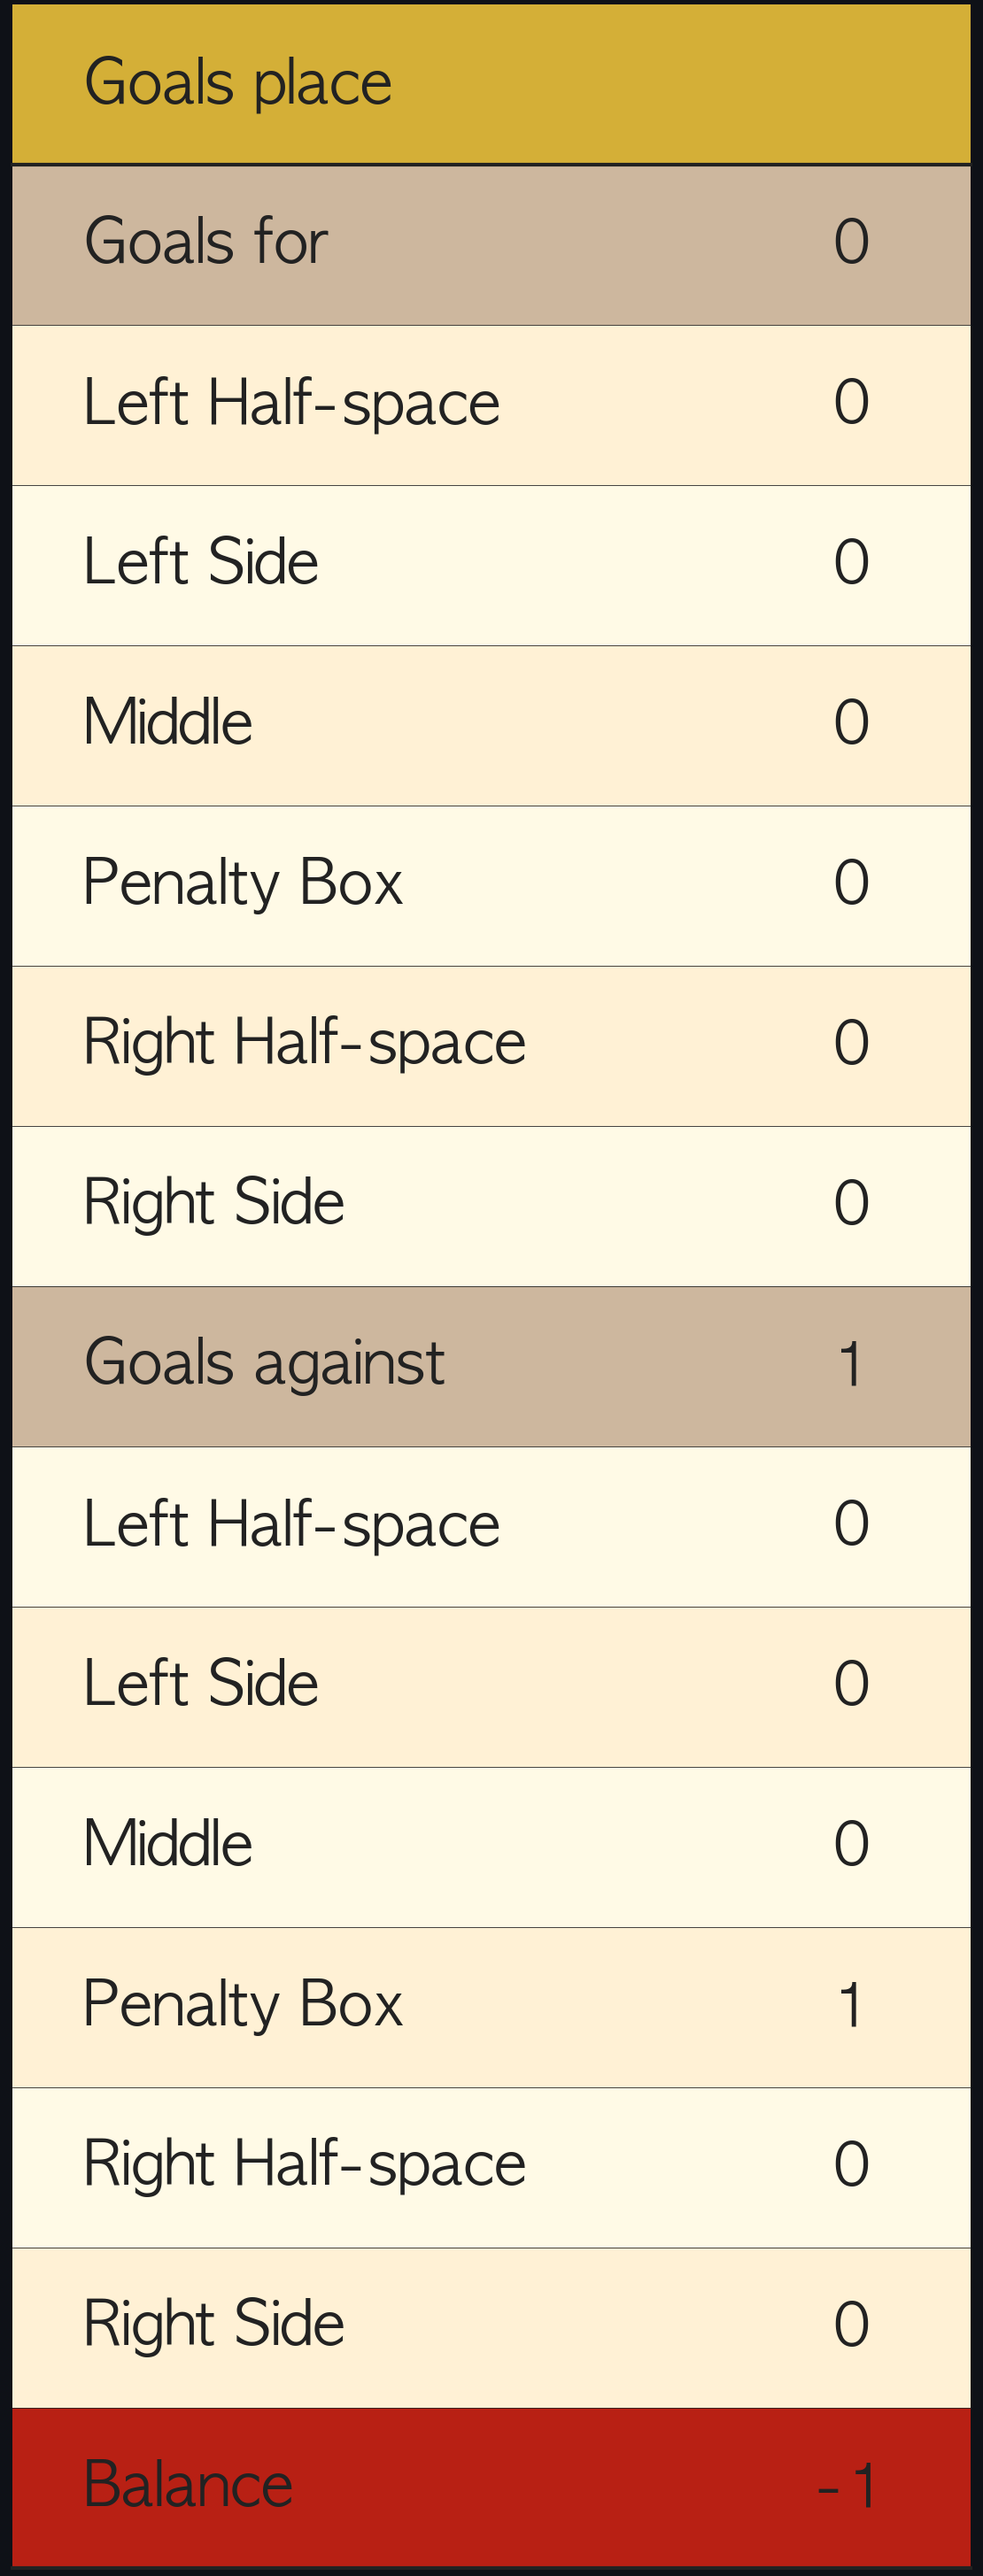 Goals place
Goals for 0
Left Half-space 0
Left Side 0
Middle 0
Penalty Box 0
Right Half-space 0
Right Side 0
Goals against 1
Left Half-space 0
Left Side 0
Middle 0
Penalty Box 1
Right Half-space 0
Right Side 0
Balance -1